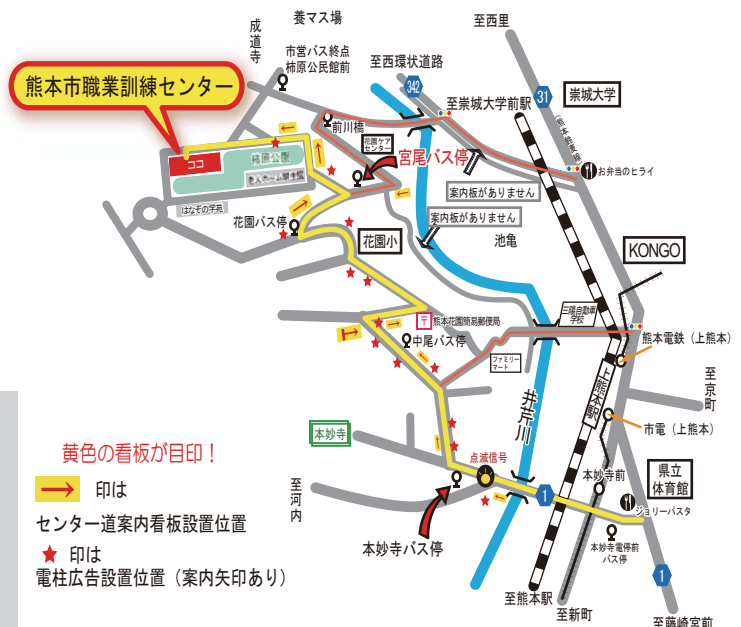 成道寺
養マス場
市営バス終点
柿原公民館前
至西環状道路
至西里
342
熊本市職業訓練センター
至崇城大学前駅
31
崇城大学
前川橋
花園ケア
センター
宮尾バス停
ココ
柿原公園
お弁当のヒライ
案内板がありません
案内板がありません
はなぞの学苑
花園バス停
花園小
池亀
KONGO
三陽自動車
学校
〒
熊本花園簡易郵便局
中尾バス停
熊本電鉄（上熊本）
ファミリー
マート
上熊本駅
至京町
井芹川
市電（上熊本）
本妙寺
黄色の看板が目印！
点滅信号
本妙寺前
県立
体育館
印は
センター道案内看板設置位置
至河内
1
ジョリーパスタ
印は
電柱広告設置位置（案内矢印あり）
本妙寺バス停
本妙寺電停前
バス停
1
至熊本駅
至新町
至藤崎宮前